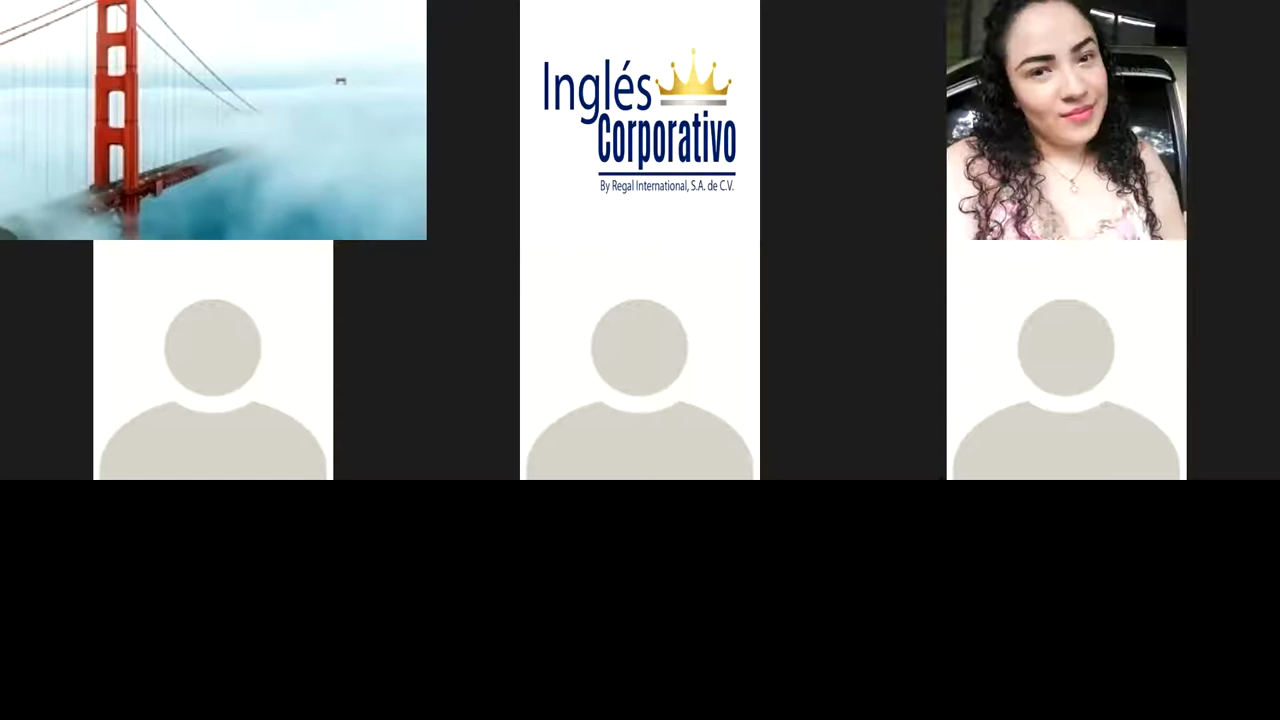 Inglés
Corporativo
By Regal International, S.A. de C.V.